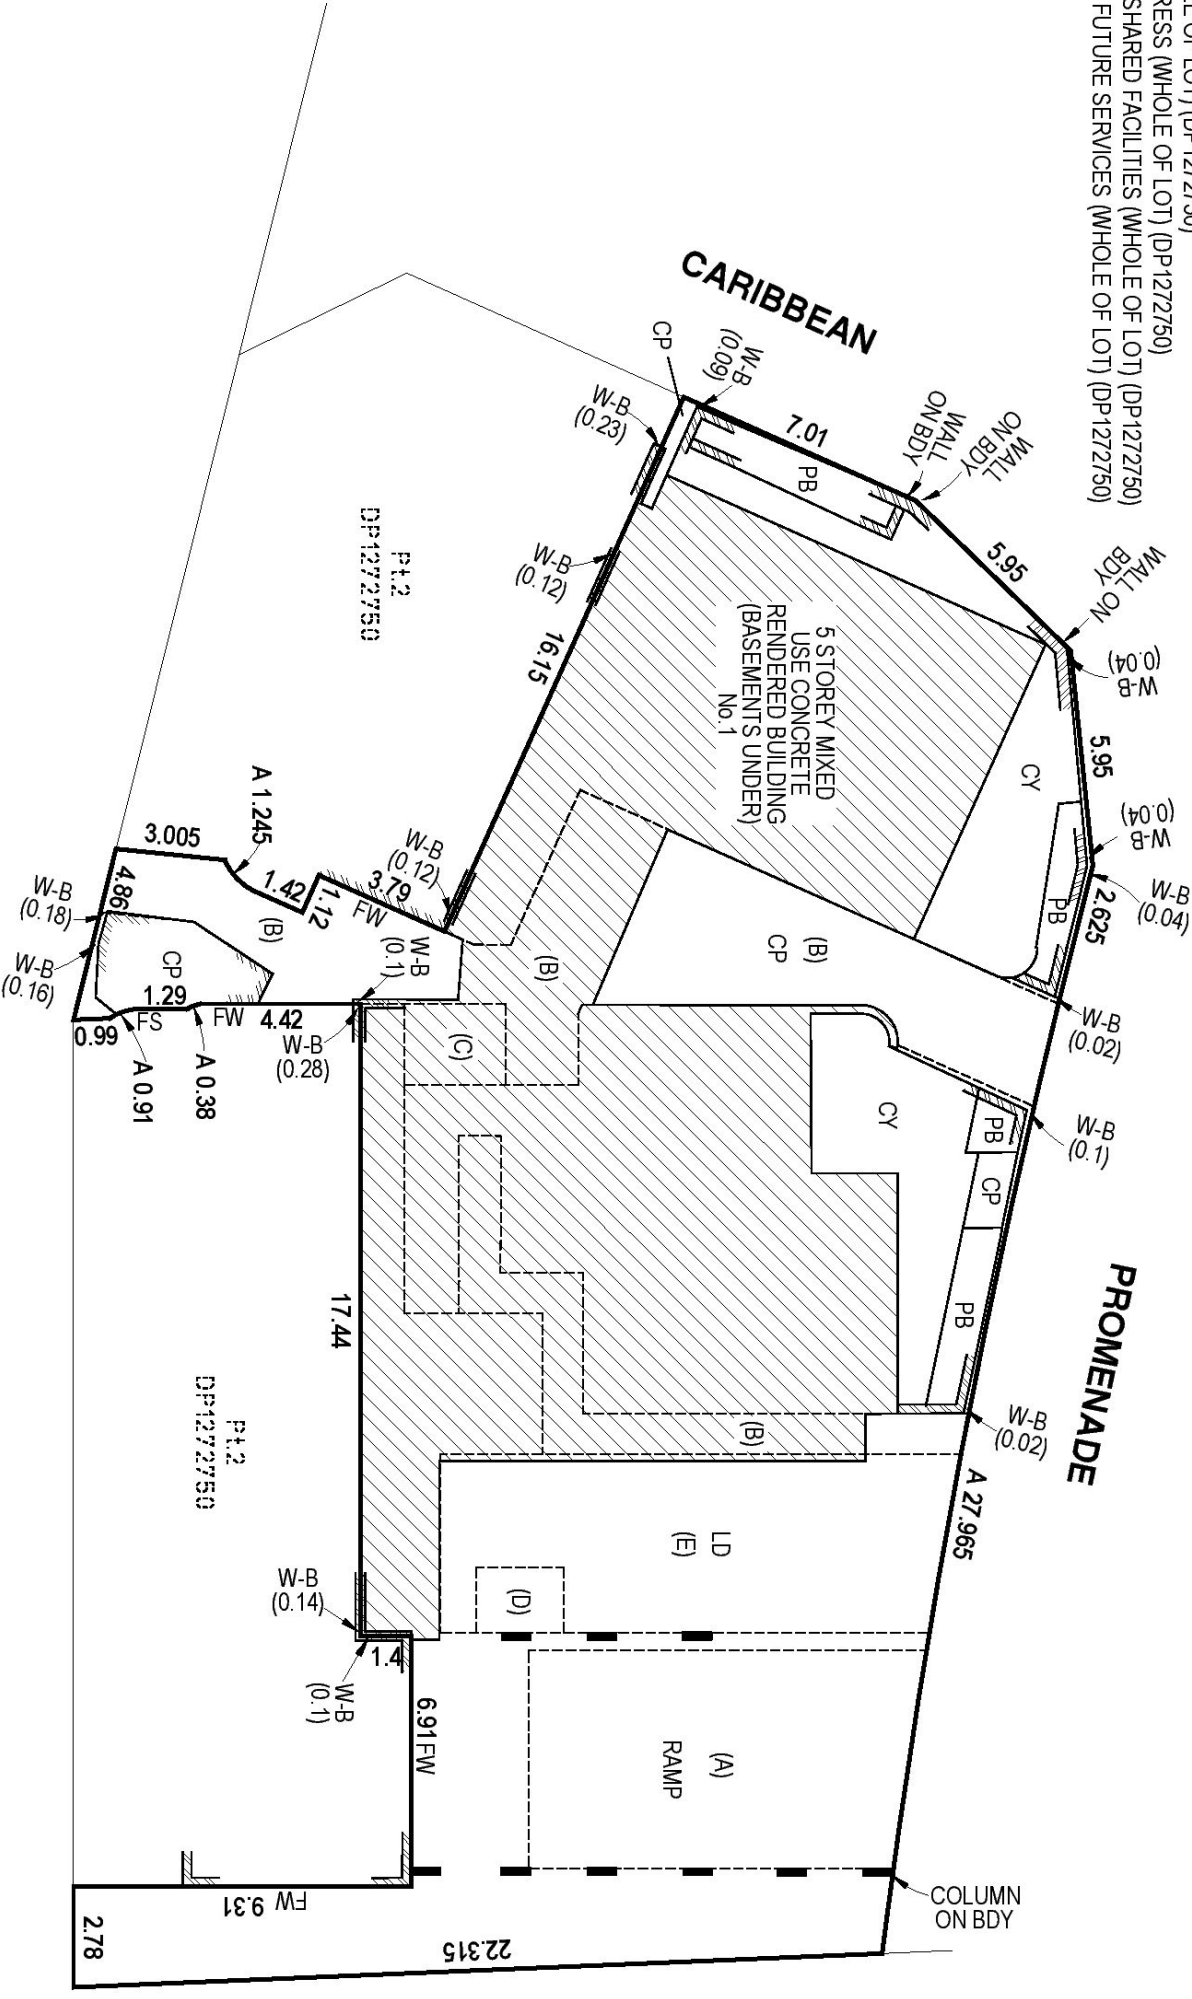 RESS (WHOLE OF LOT) (DP1272750)
SHARED FACILITIES (WHOLE OF LOT) (DP1272750)
FUTURE SERVICES (WHOLE OF LOT) (DP1272750)
CARIBBEAN
CP
W-B
(0.09)
W-B
(0.23)
7.01
PB
WALL
ON BDY
WALL
ON BDY
5.95
WALL ON
BDY
W-B
(0.04)
W-B
(0.12)
Pt.2
DP1272750
16.15
5 STOREY MIXED
USE CONCRETE
RENDERED BUILDING
(BASEMENTS UNDER)
No.1
CY
5.95
W-B
(0.04)
W-B
(0.04)
PB
2.625
A 1.245
3.005
1.42
1.12
3.79
FW
W-B
(0.12)
4.86
W-B
(0.18)
W-B
(0.16)
(B)
CP
W-B
(0.1)
(B)
(B)
CP
W-B
(0.02)
0.99
1.29
FS
FW
4.42
A 0.91
A 0.38
W-B
(0.28)
(C)
CY
PB
CP
PB
W-B
(0.1)
PROMENADE
17.44
Pt.2
DP1272750
(B)
W-B
(0.02)
A 27.965
LD
(E)
(D)
W-B
(0.14)
1.4
W-B
(0.1)
6.91FW
(A)
RAMP
FW 9.31
COLUMN
ON BDY
2.78
22.315